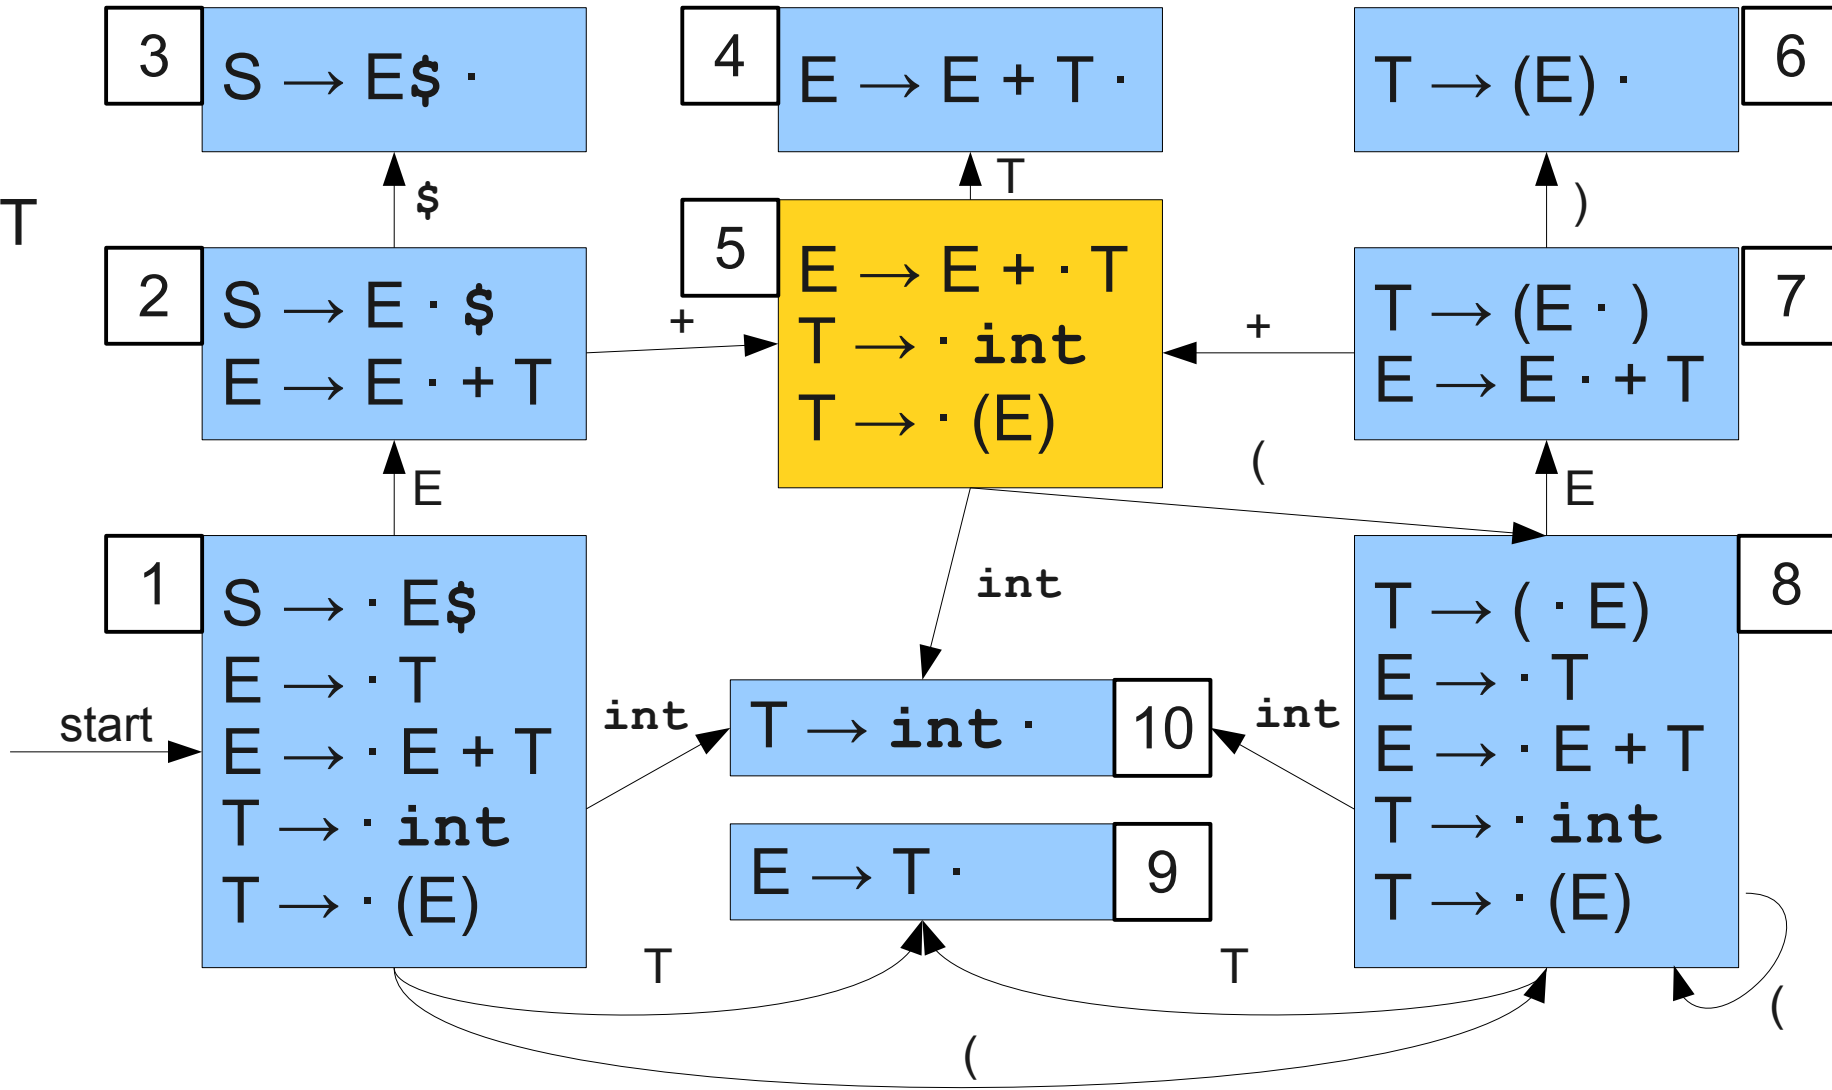 3
S → E$ ·
4
E → E + T ·
T → (E) ·
6
$
T
)
T
2
S → E · $
E → E · + T
+
5
E → E + · T
T → · int
T → · (E)
+
T → (E · )
E → E · + T
7
E
(
E
1
S → · E$
E → · T
E → · E + T
T → · int
T → · (E)
start
int
int
T → int ·
10
int
E → T ·
9
T → ( · E)
E → · T
E → · E + T
T → · int
T → · (E)
8
T
T
(
(